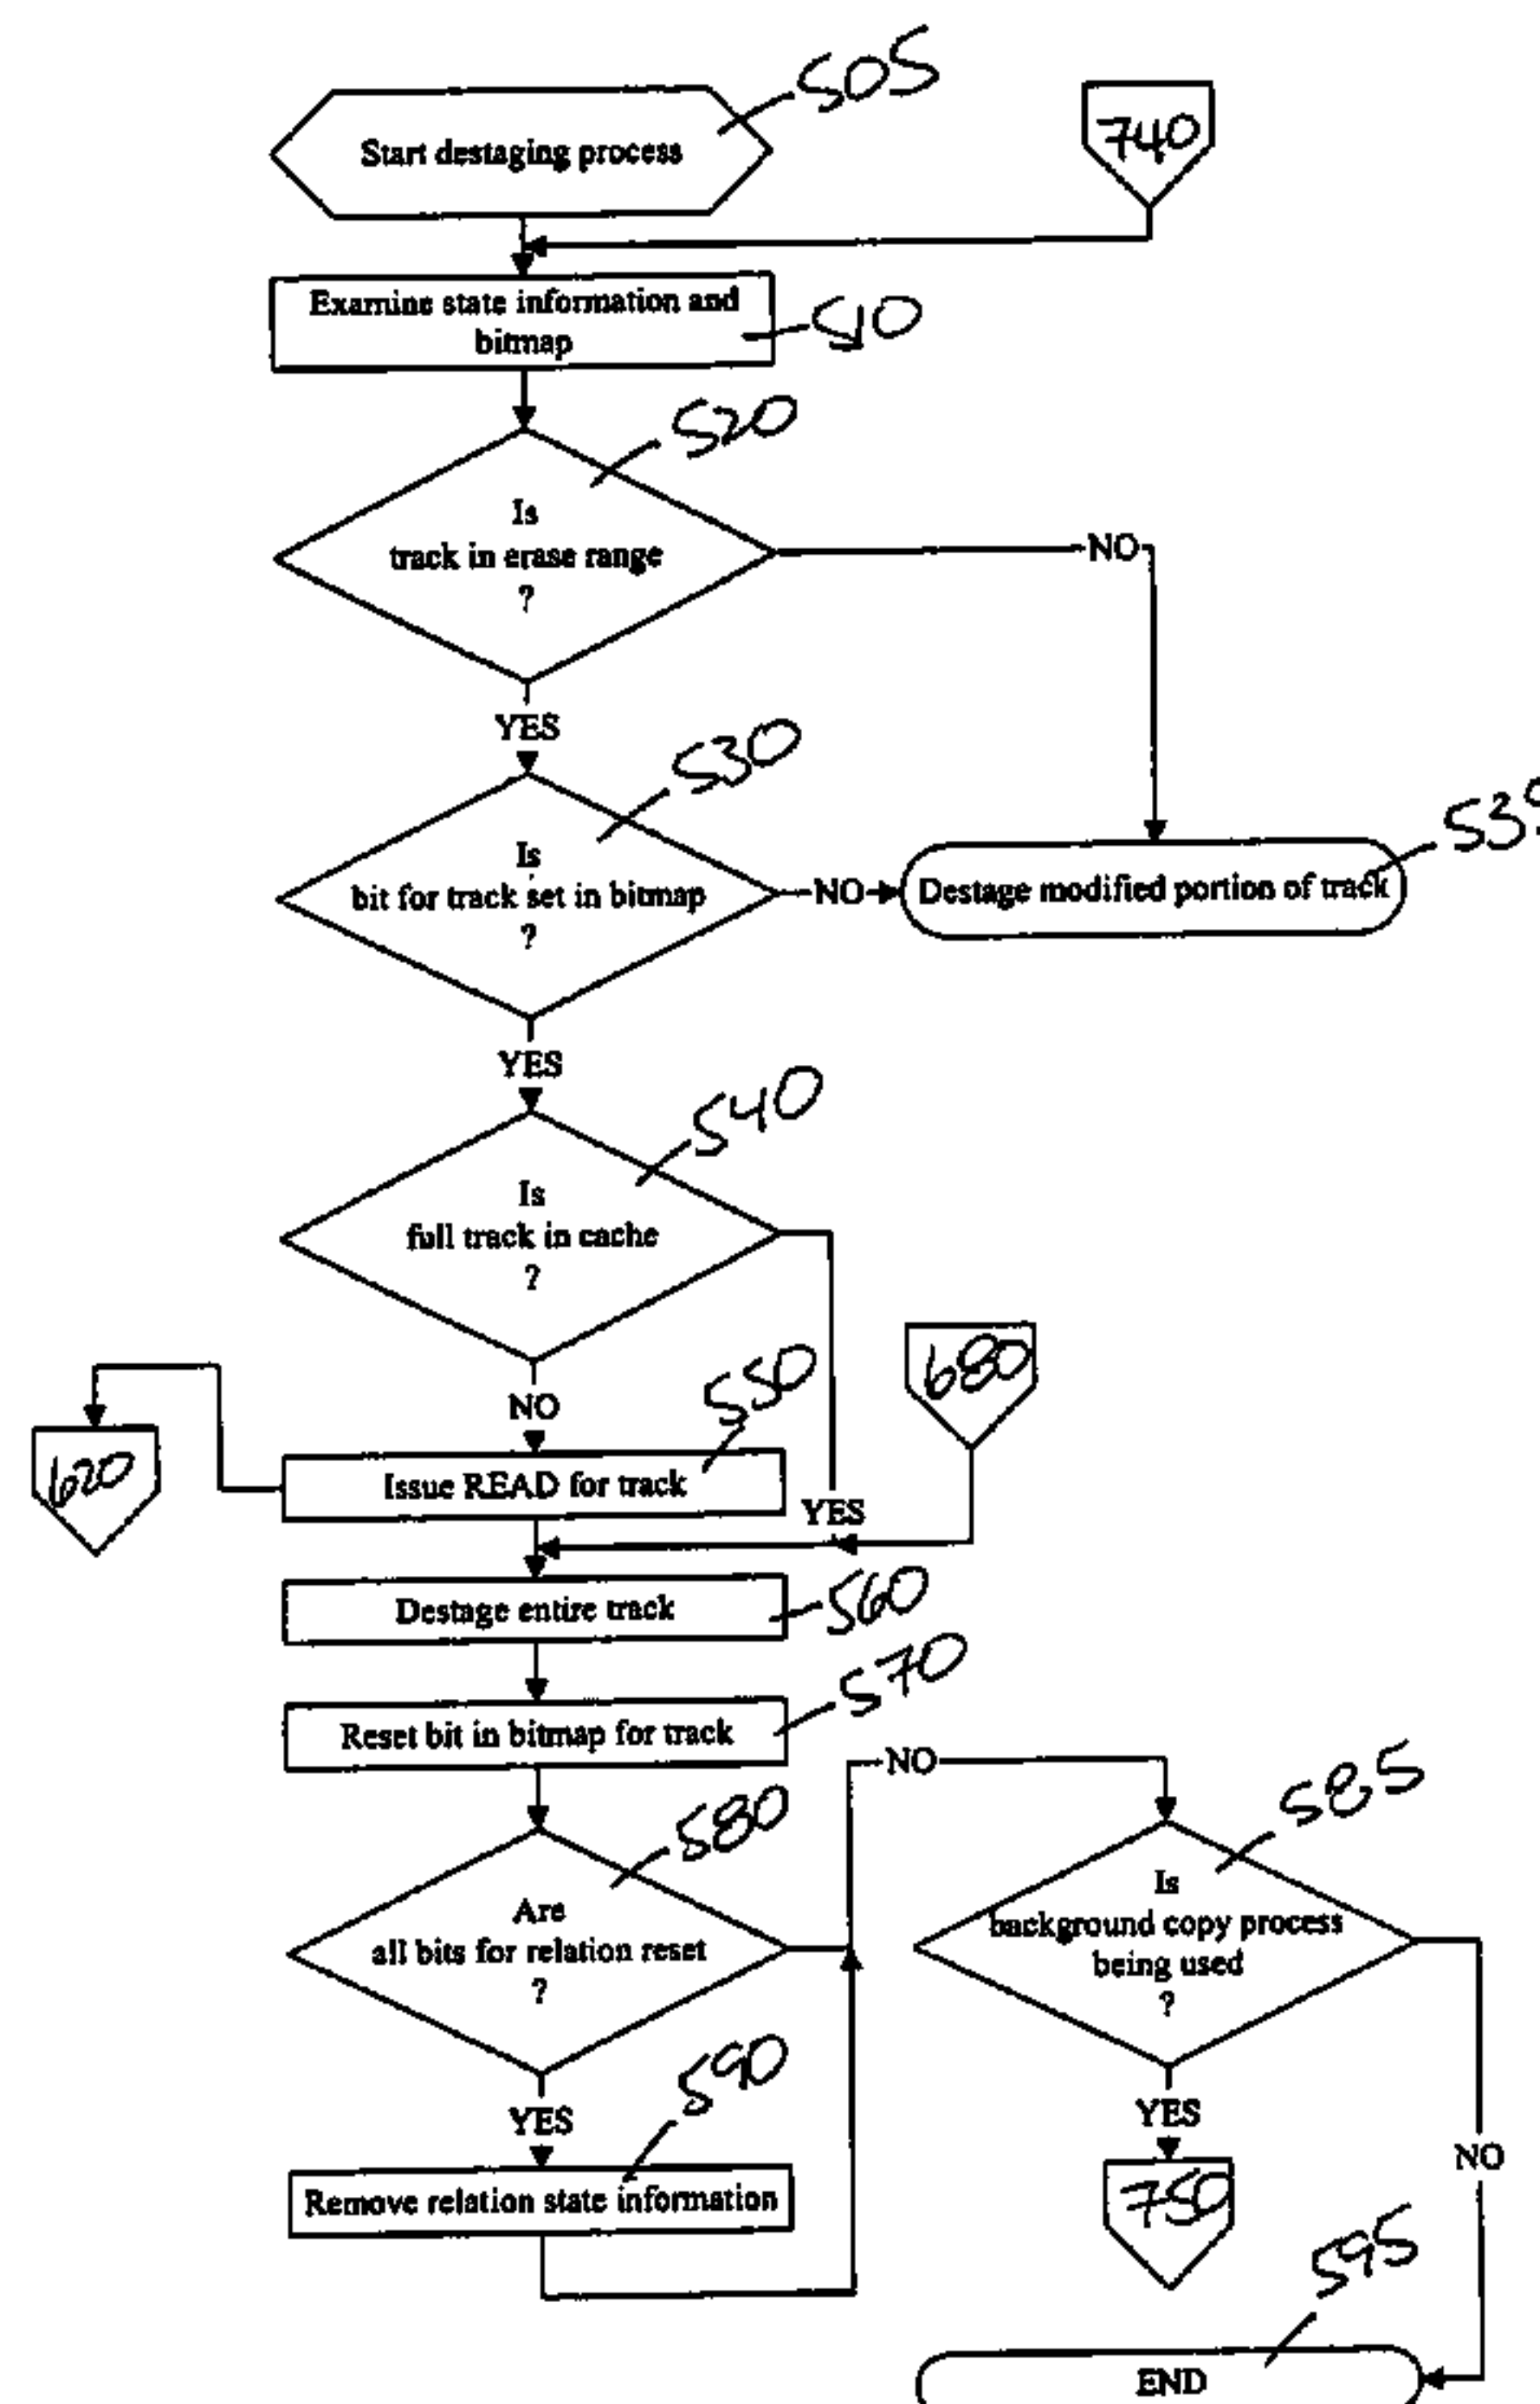 505
Start destaging process
740
Examine state information and
bitmap
510
520
Is
track in erase range
?
NO
YES
530
Is
bit for track set in bitmap
?
NO
Destage modified portion of track
YES
540
Is
full track in cache
?
NO
680
550
620
Issue READ for track
YES
Destage entire track
560
570
Reset bit in bitmap for track
NO
585
580
Are
all bits for relation reset
?
Is
background copy process
being used
?
YES
590
YES
NO
Remove relation state information
750
595
END